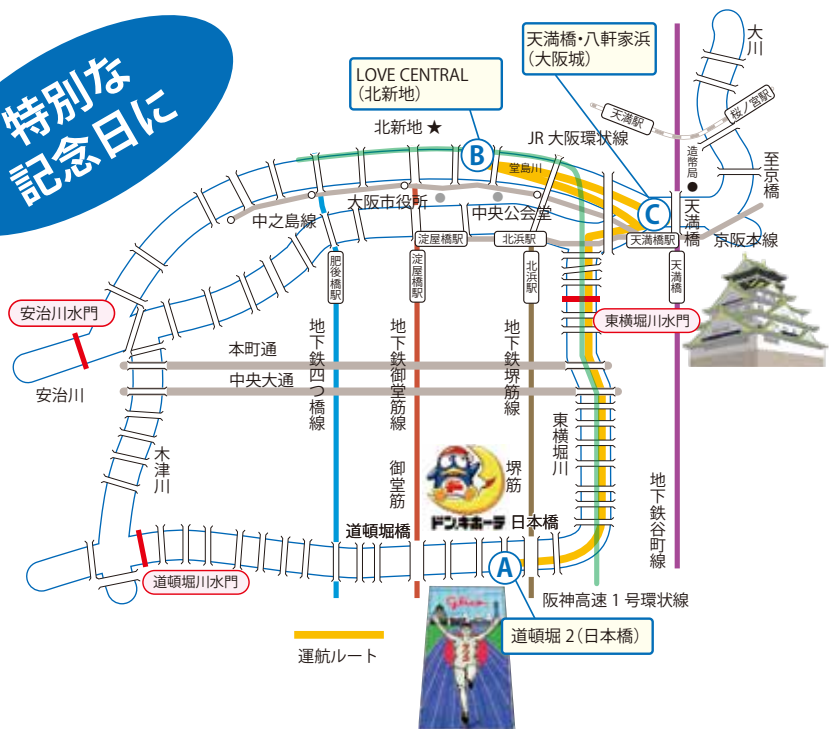 特別な
記念日に
LOVE CENTRAL
(北新地)
天満橋・八軒家浜
(大阪城)
大川
天満駅
桜ノ宮駅
北新地 ★
JR 大阪環状線
B
堂島川
造幣局
至京橋
C
天満橋
大阪市役所
中央公会堂
中之島線
淀屋橋駅
北浜駅
天満橋駅
京阪本線
肥後橋駅
淀屋橋駅
北浜駅
天満橋
安治川水門
東横堀川水門
安治川
本町通
中央大通
地下鉄四つ橋線
地下鉄御堂筋線
地下鉄堺筋線
東横堀川
木津川
御堂筋
堺筋
地下鉄谷町線
ドン.キホーテ
道頓堀橋
日本橋
A
道頓堀川水門
阪神高速 1 号環状線
Glico
道頓堀 2(日本橋)
運航ルート